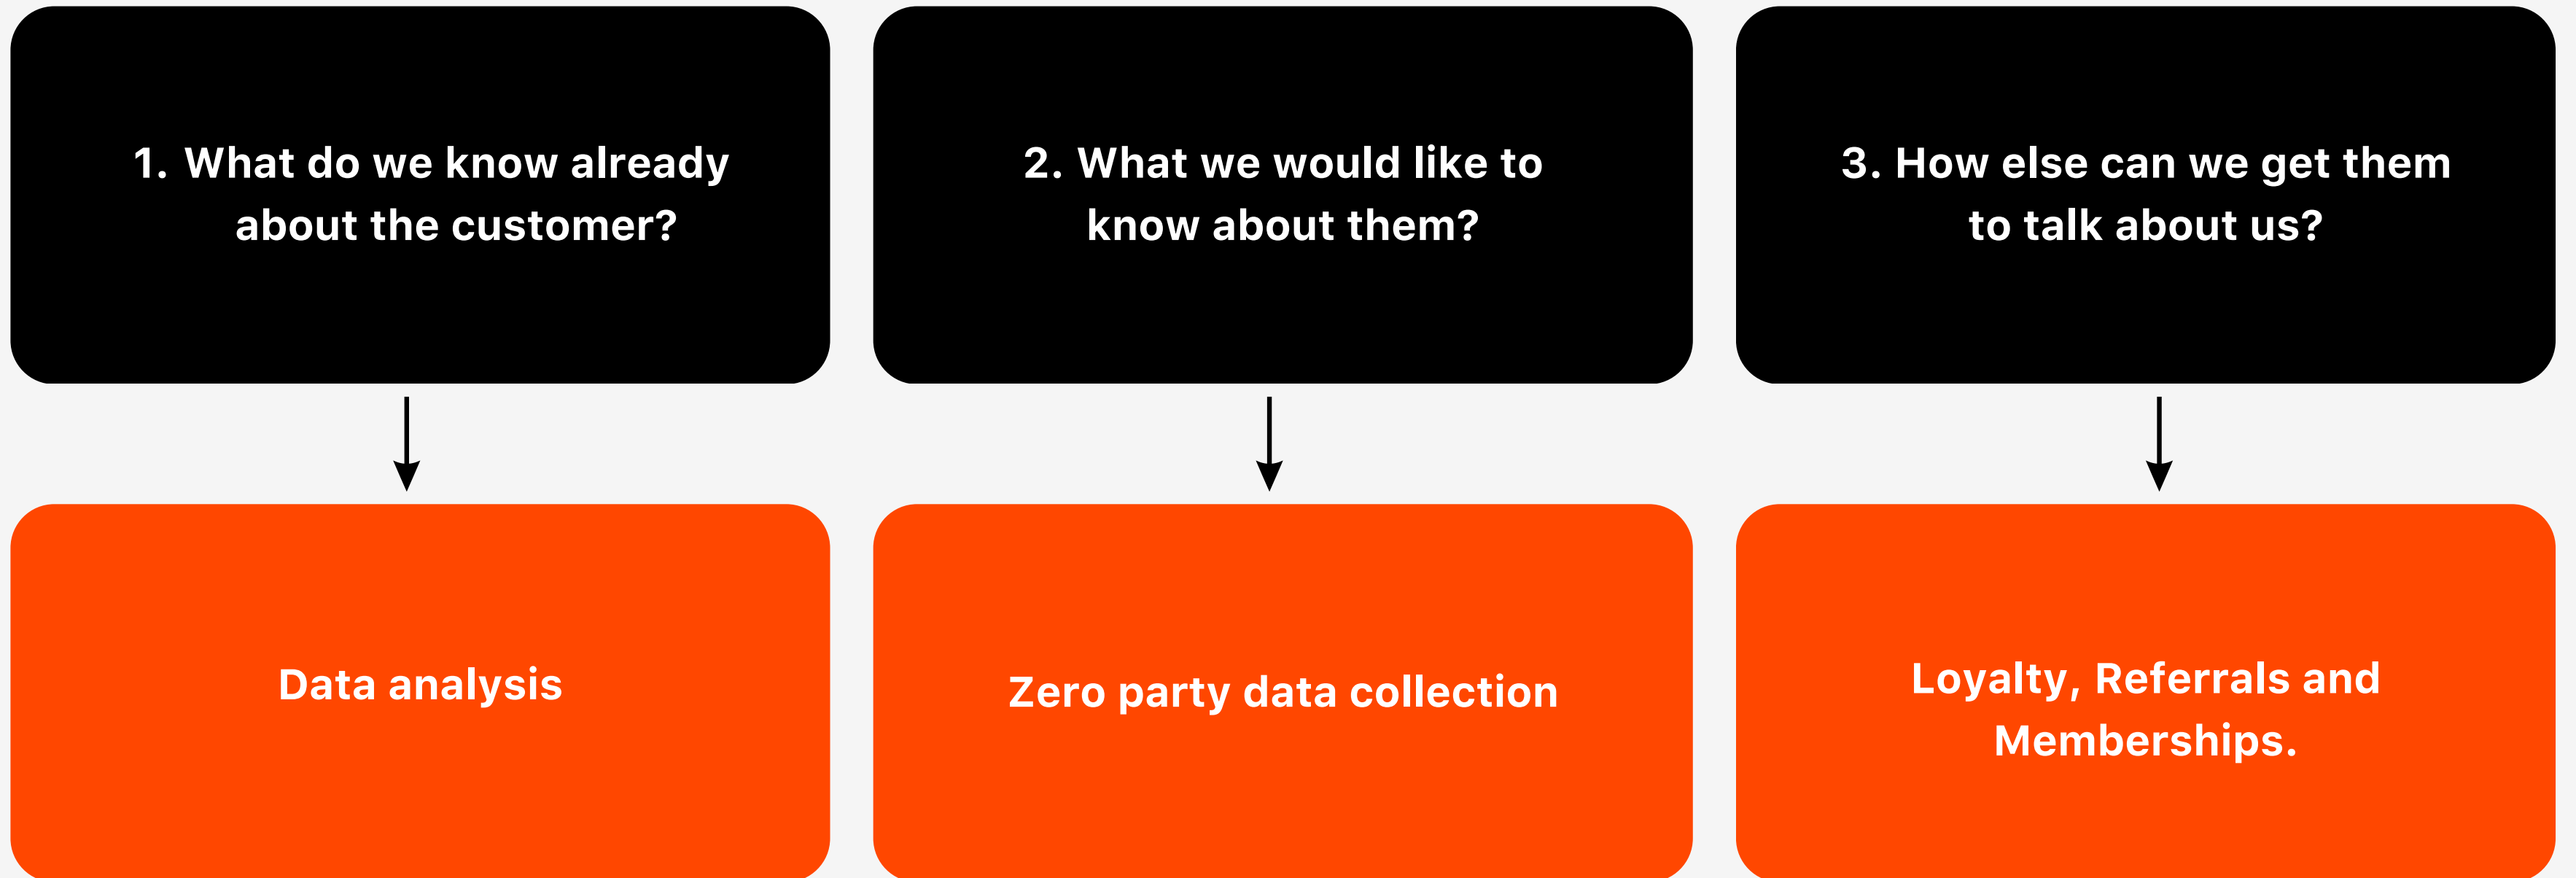 1. What do we know already
about the customer?
2. What we would like to
know about them?
3. How else can we get them
to talk about us?
Data analysis
Zero party data collection
Loyalty, Referrals and
Memberships.